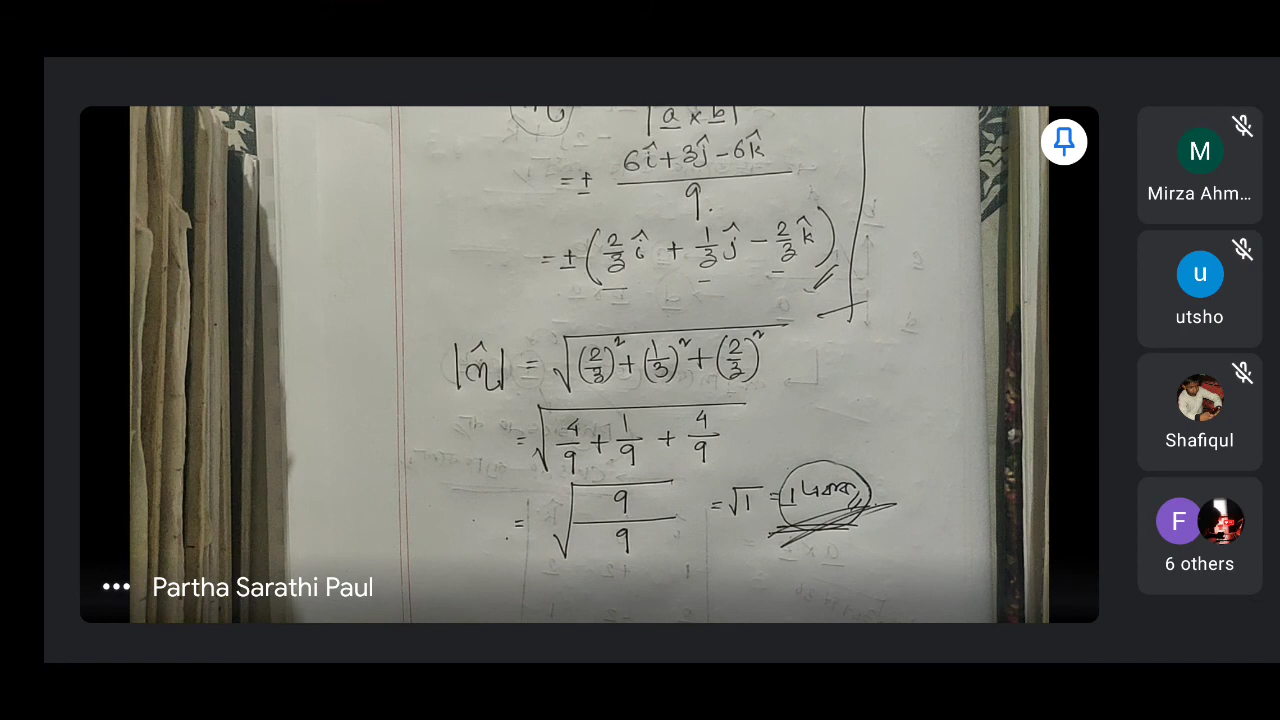 |a × b|
= ± 6î + 3ĵ − 6k̂ / 9.
= ± (2/3 î + 1/3 ĵ − 2/3 k̂)
|η̂| = √(2/3)² + (1/3)² + (2/3)²
= √4/9 + 1/9 + 4/9
= √9/9 = √1 = 1 একক
Partha Sarathi Paul
M
Mirza Ahm...
u
utsho
Shafiqul
F
6 others